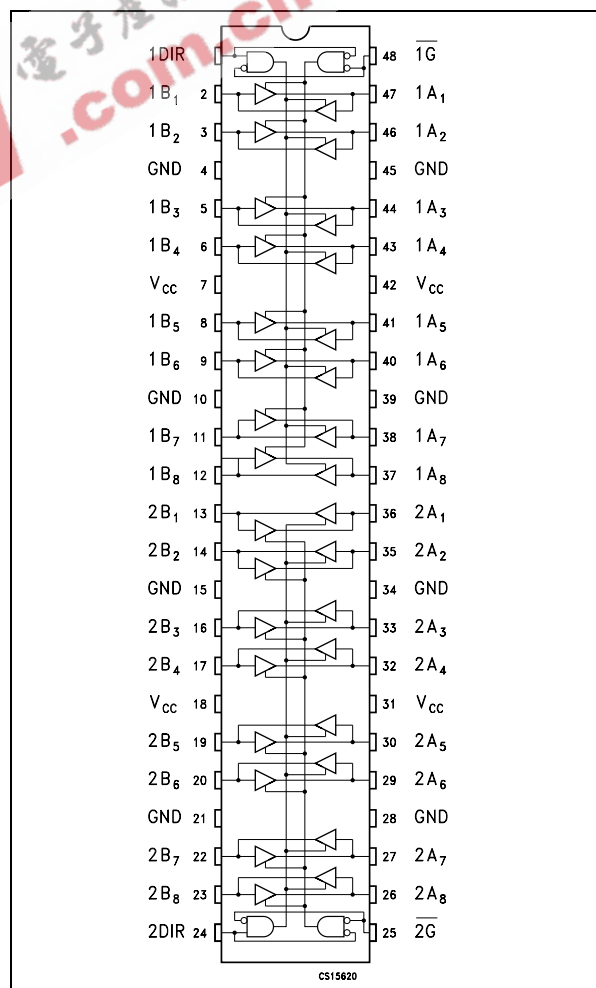 電子產
.com.cn
1DIR 48 1G
1B1 2 47 1A1
1B2 3 46 1A2
GND 4 45 GND
1B3 5 44 1A3
1B4 6 43 1A4
VCC 7 42 VCC
1B5 8 41 1A5
1B6 9 40 1A6
GND 10 39 GND
1B7 11 38 1A7
1B8 12 37 1A8
2B1 13 36 2A1
2B2 14 35 2A2
GND 15 34 GND
2B3 16 33 2A3
2B4 17 32 2A4
VCC 18 31 VCC
2B5 19 30 2A5
2B6 20 29 2A6
GND 21 28 GND
2B7 22 27 2A7
2B8 23 26 2A8
2DIR 24 25 2G
CS15620